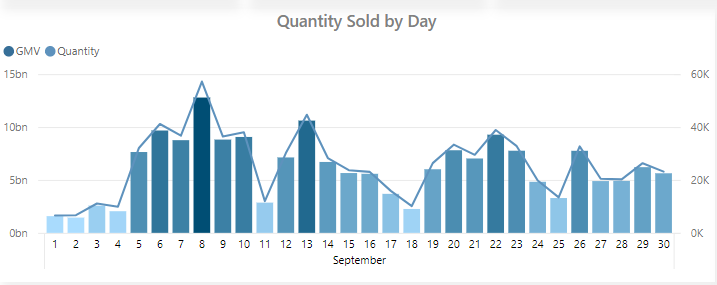 Quantity Sold by Day
GMV Quantity
15bn 60K
10bn 40K
5bn 20K
0bn 0K
1 2 3 4 5 6 7 8 9 10 11 12 13 14 15 16 17 18 19 20 21 22 23 24 25 26 27 28 29 30
September